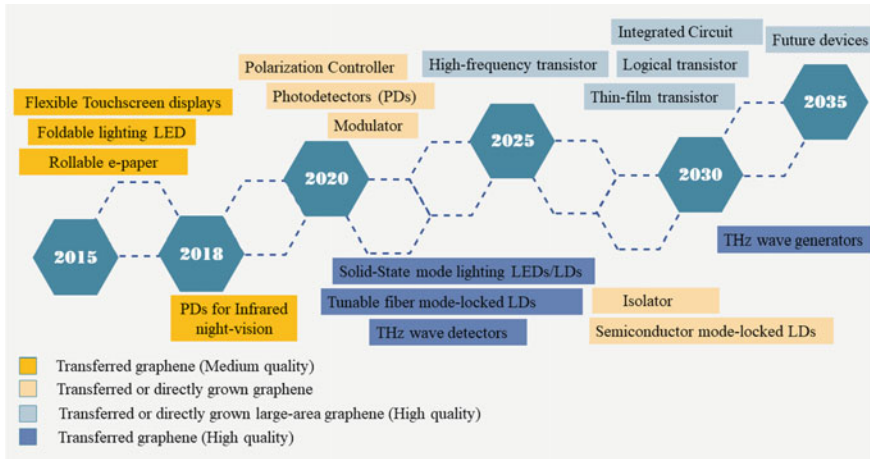 Integrated Circuit
Future devices
Polarization Controller
High-frequency transistor
Logical transistor
Flexible Touchscreen displays
Photodetectors (PDs)
Thin-film transistor
Foldable lighting LED
Modulator
Rollable e-paper
2035
2025
2020
2030
2015
2018
THz wave generators
Solid-State mode lighting LEDs/LDs
PDs for Infrared
night-vision
Tunable fiber mode-locked LDs
Isolator
THz wave detectors
Semiconductor mode-locked LDs
Transferred graphene (Medium quality)
Transferred or directly grown graphene
Transferred or directly grown large-area graphene (High quality)
Transferred graphene (High quality)